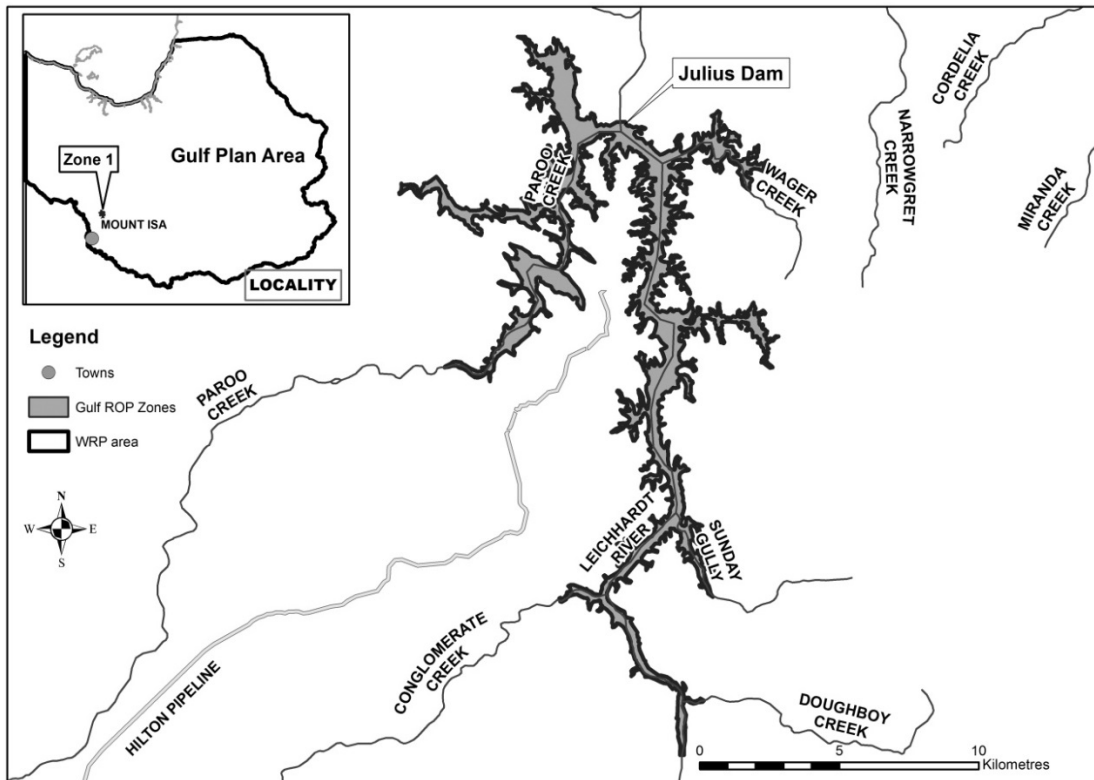 Zone 1
Gulf Plan Area
MOUNT ISA
LOCALITY
Legend
Towns
Gulf ROP Zones
WRP area
N
W
E
S
Julius Dam
PAROO
CREEK
WAGER
CREEK
NARROWGRET
CREEK
CORDELIA
CREEK
MIRANDA
CREEK
PAROO
CREEK
LEICHHARDT
RIVER
SUNDAY
GULLY
CONGLOMERATE
CREEK
HILTON PIPELINE
DOUGHBOY
CREEK
0 5 10
Kilometres